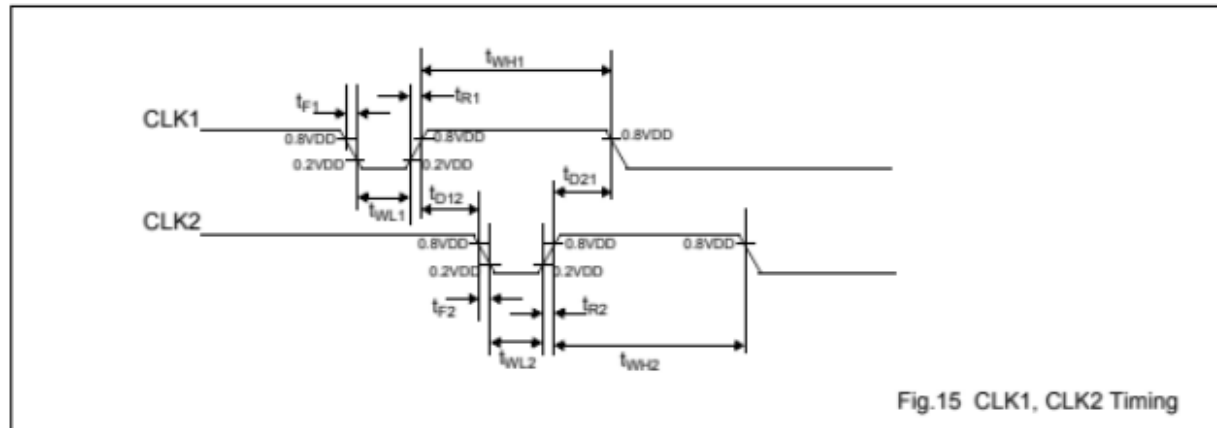 tWH1
tF1
tR1
CLK1
0.8VDD
0.8VDD
0.8VDD
0.2VDD
0.2VDD
tD21
tWL1
tD12
CLK2
0.8VDD
0.8VDD
0.8VDD
0.2VDD
0.2VDD
tF2
tR2
tWL2
tWH2
Fig.15 CLK1, CLK2 Timing